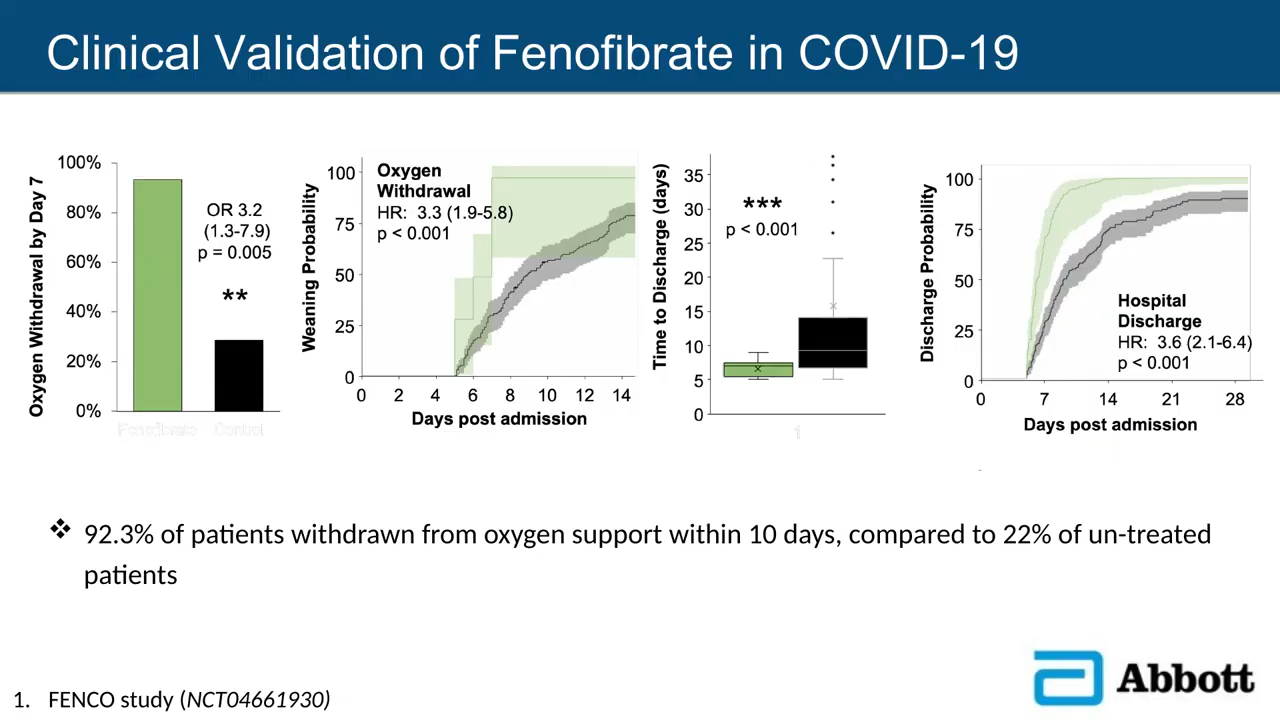 Clinical Validation of Fenofibrate in COVID-19
Oxygen Withdrawal by Day 7
100%
80%
60%
40%
20%
0%
OR 3.2
(1.3-7.9)
p = 0.005
**
Fenofibrate Control
Weaning Probability
100
75
50
25
0
Oxygen
Withdrawal
HR: 3.3 (1.9-5.8)
p < 0.001
0 2 4 6 8 10 12 14
Days post admission
Time to Discharge (days)
35
30
25
20
15
10
5
0
***
p < 0.001
1
Discharge Probability
100
75
50
25
0
Hospital
Discharge
HR: 3.6 (2.1-6.4)
p < 0.001
0 7 14 21 28
Days post admission
❖ 92.3% of patients withdrawn from oxygen support within 10 days, compared to 22% of un-treated
patients
1. FENCO study (NCT04661930)
Abbott